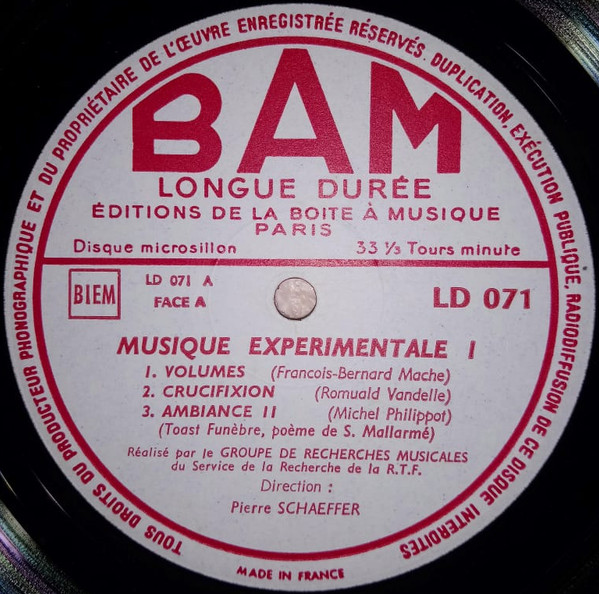 TOUS DROITS DU PRODUCTEUR PHONOGRAPHIQUE ET DU PROPRIÉTAIRE DE L'ŒUVRE ENREGISTRÉE RÉSERVÉS. DUPLICATION, EXÉCUTION PUBLIQUE, RADIODIFFUSION DE CE DISQUE INTERDITES
BAM
LONGUE DURÉE
ÉDITIONS DE LA BOITE À MUSIQUE
PARIS
Disque microsillon 33 ⅓ Tours minute
BIEM
LD 071 A
FACE A
LD 071
MUSIQUE EXPERIMENTALE I
1. VOLUMES (Francois-Bernard Mache)
2. CRUCIFIXION (Romuald Vandelle)
3. AMBIANCE II (Michel Philippot)
(Toast Funèbre, poème de S. Mallarmé)
Réalisé par le GROUPE DE RECHERCHES MUSICALES
du Service de la Recherche de la R.T.F.
Direction :
Pierre SCHAEFFER
MADE IN FRANCE